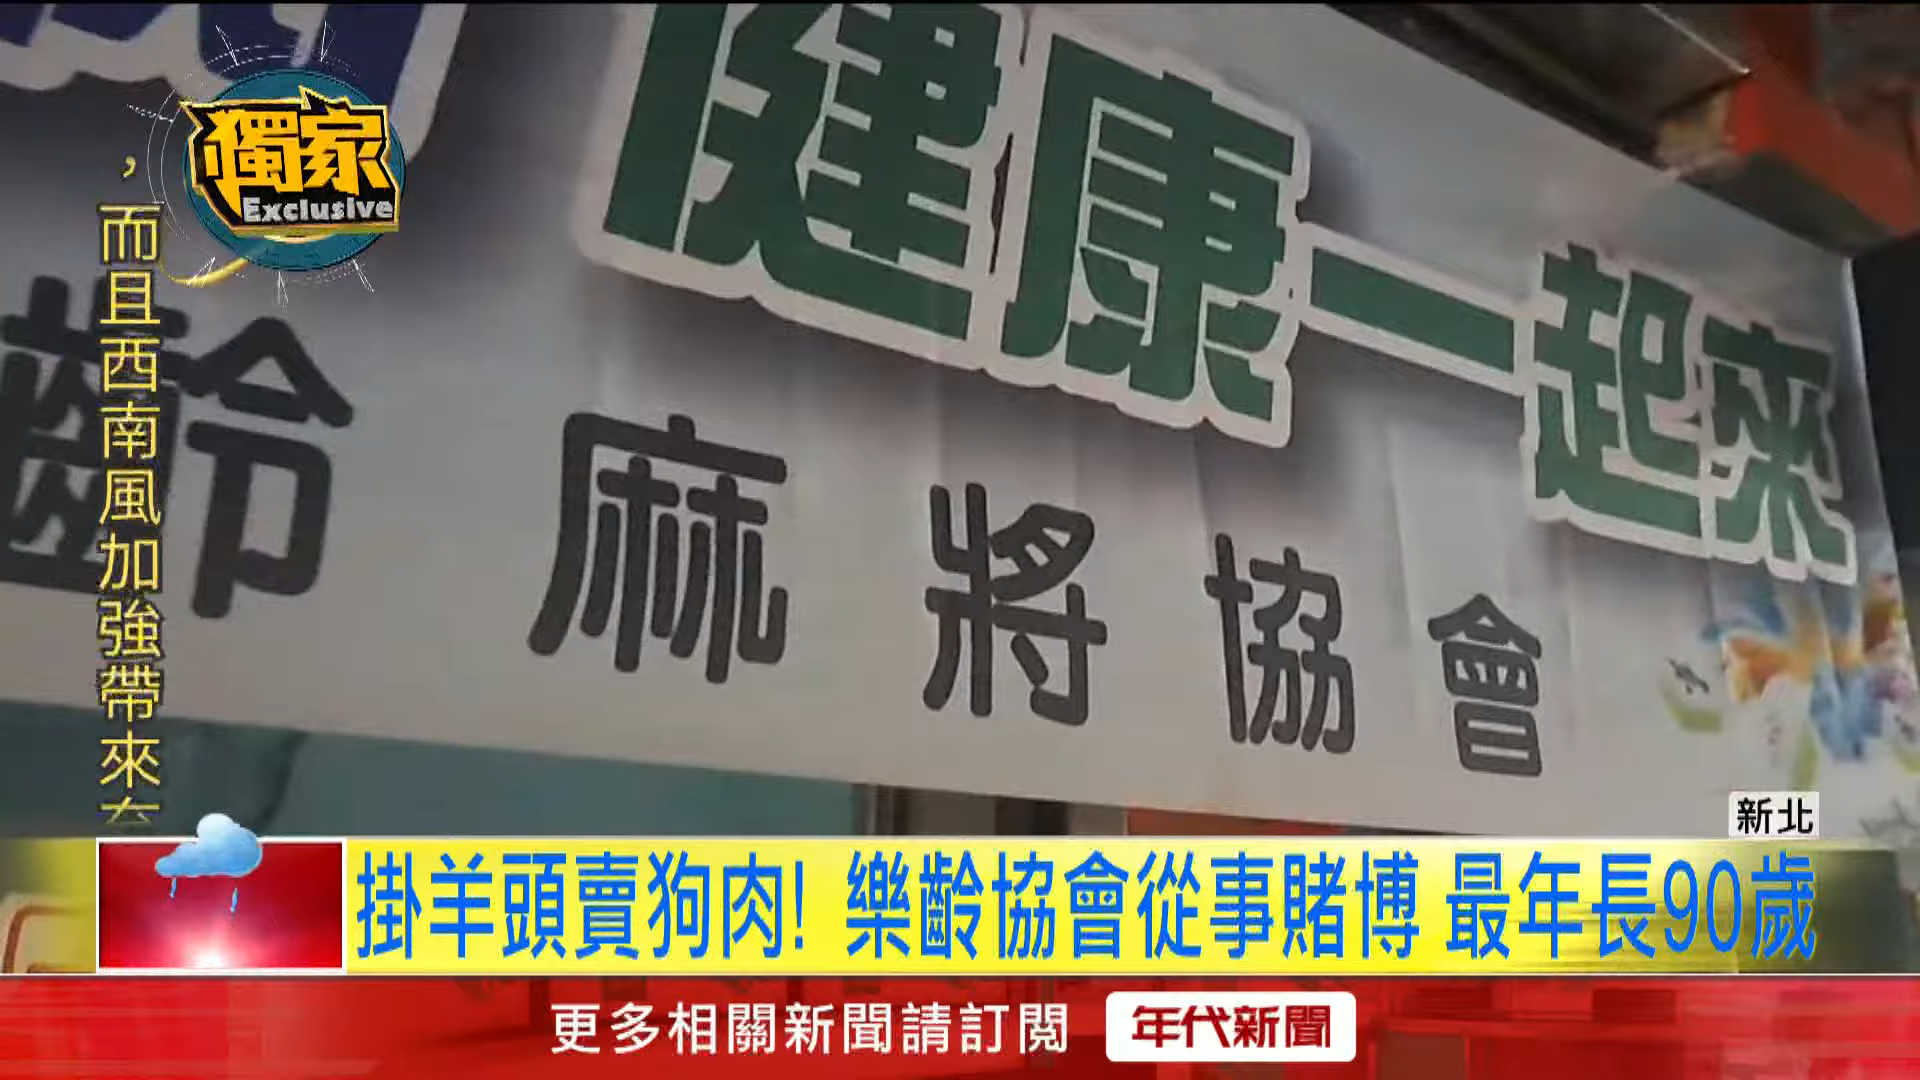 獨家
Exclusive
，而且西南風加強帶來
健康一起來
齡 麻將協會
新北
掛羊頭賣狗肉! 樂齡協會從事賭博 最年長90歲
更多相關新聞請訂閱 年代新聞